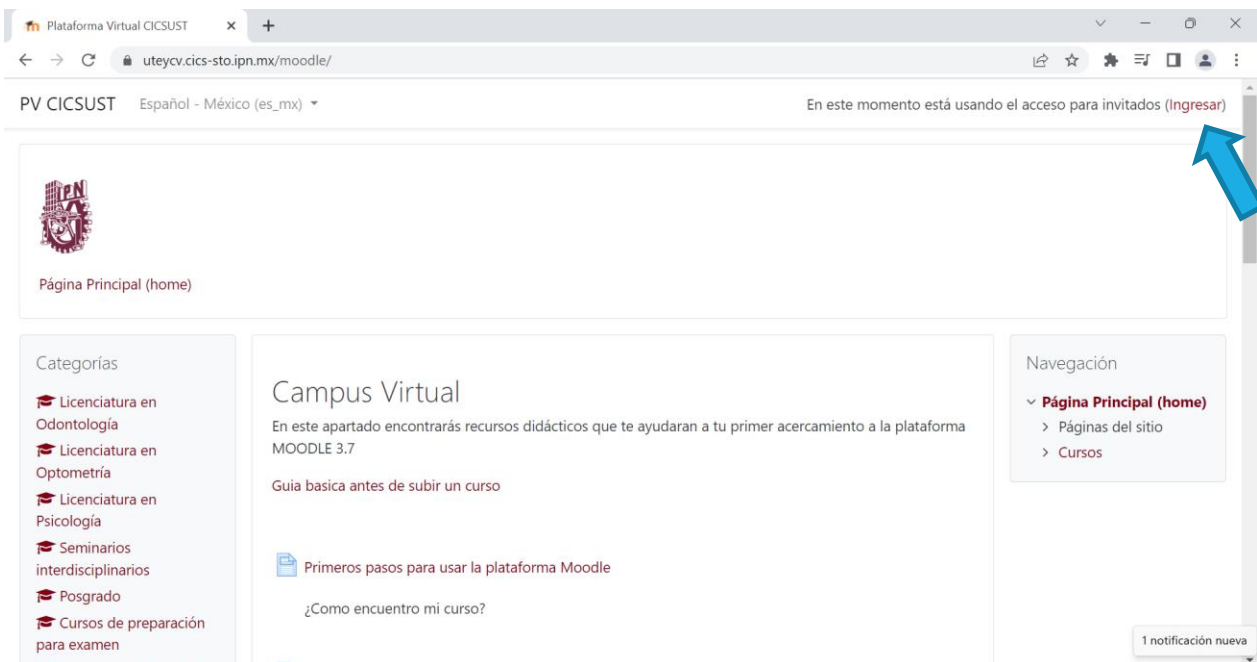 Plataforma Virtual CICSUST
uteycv.cics-sto.ipn.mx/moodle/
PV CICSUST Español - México (es_mx) En este momento está usando el acceso para invitados (Ingresar)
IPN
Página Principal (home)
Categorías
Licenciatura en
Odontología
Licenciatura en
Optometría
Licenciatura en
Psicología
Seminarios
interdisciplinarios
Posgrado
Cursos de preparación
para examen
Campus Virtual
En este apartado encontrarás recursos didácticos que te ayudaran a tu primer acercamiento a la plataforma
MOODLE 3.7
Guia basica antes de subir un curso
Primeros pasos para usar la plataforma Moodle
¿Como encuentro mi curso?
Navegación
Página Principal (home)
Páginas del sitio
Cursos
1 notificación nueva